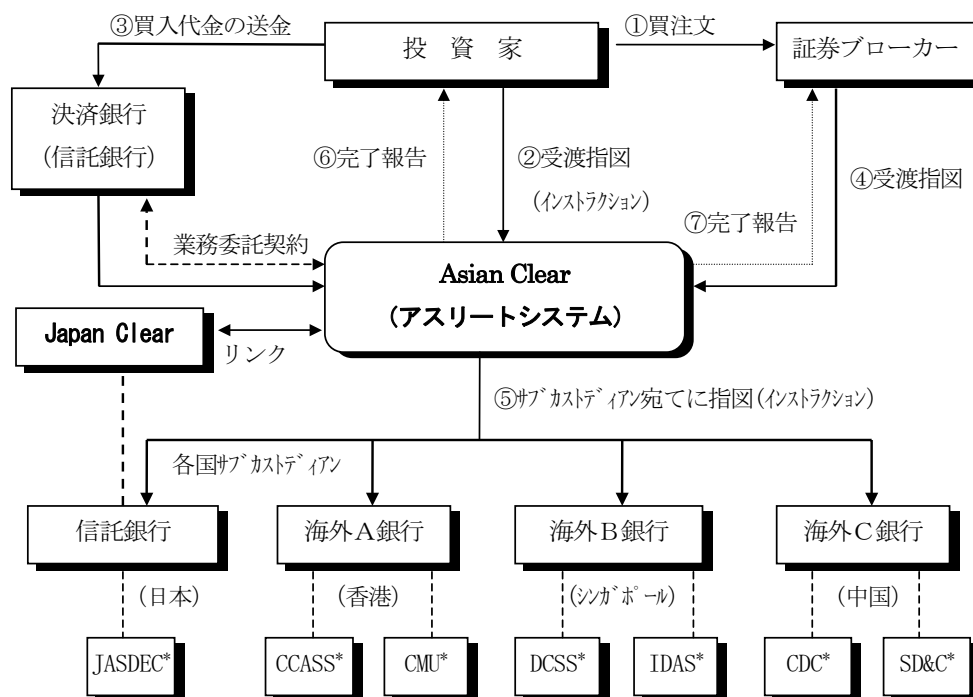 ③買入代金の送金
①買注文
投　資　家
証券ブローカー
決済銀行
(信託銀行)
⑥完了報告
②受渡指図
(ｲﾝｽﾄﾗｸｼｮﾝ)
④受渡指図
⑦完了報告
業務委託契約
Asian Clear
(アスリートシステム)
Japan Clear
リンク
⑤ｻﾌﾞｶｽﾄﾃﾞｨｱﾝ宛てに指図(ｲﾝｽﾄﾗｸｼｮﾝ)
各国ｻﾌﾞｶｽﾄﾃﾞｨｱﾝ
信託銀行
海外Ａ銀行
海外Ｂ銀行
海外Ｃ銀行
(日本)
(香港)
(ｼﾝｶﾞﾎﾟｰﾙ)
(中国)
JASDEC*
CCASS*
CMU*
DCSS*
IDAS*
CDC*
SD&C*